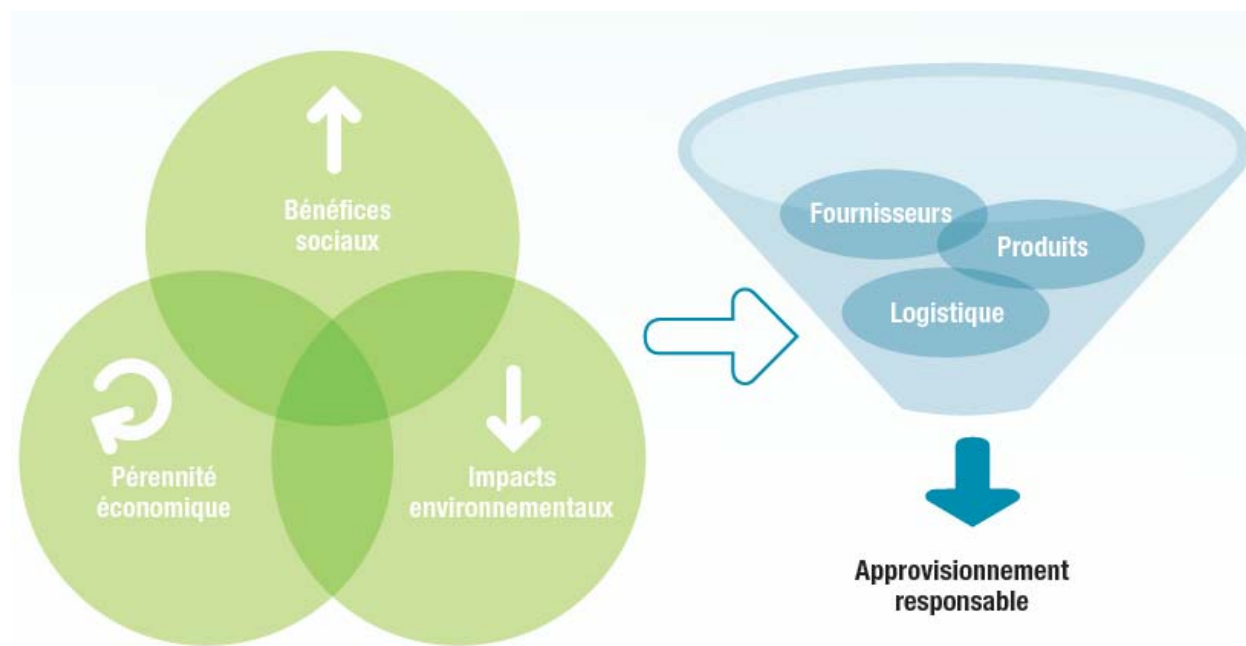 Bénéfices
sociaux
Pérennité
économique
Impacts
environnementaux
Fournisseurs
Produits
Logistique
Approvisionnement
responsable